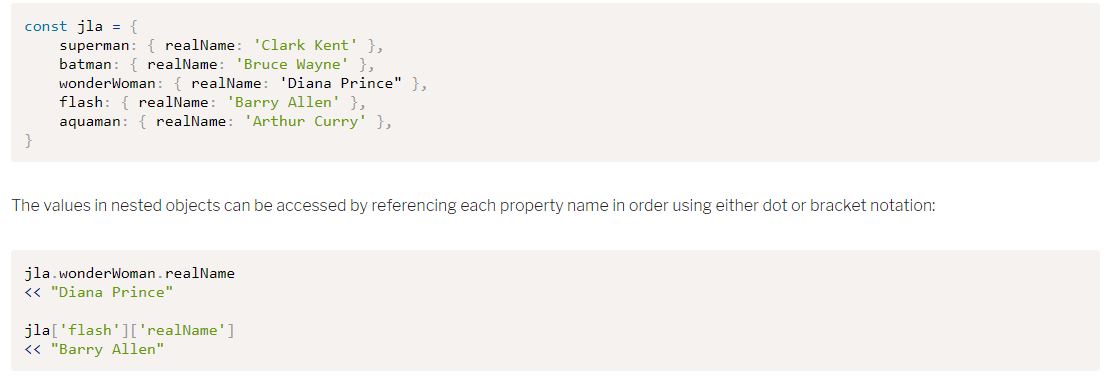 const jla = {
    superman: { realName: 'Clark Kent' },
    batman: { realName: 'Bruce Wayne' },
    wonderWoman: { realName: 'Diana Prince" },
    flash: { realName: 'Barry Allen' },
    aquaman: { realName: 'Arthur Curry' },
}
The values in nested objects can be accessed by referencing each property name in order using either dot or bracket notation:
jla.wonderWoman.realName
<< "Diana Prince"
jla['flash']['realName']
<< "Barry Allen"